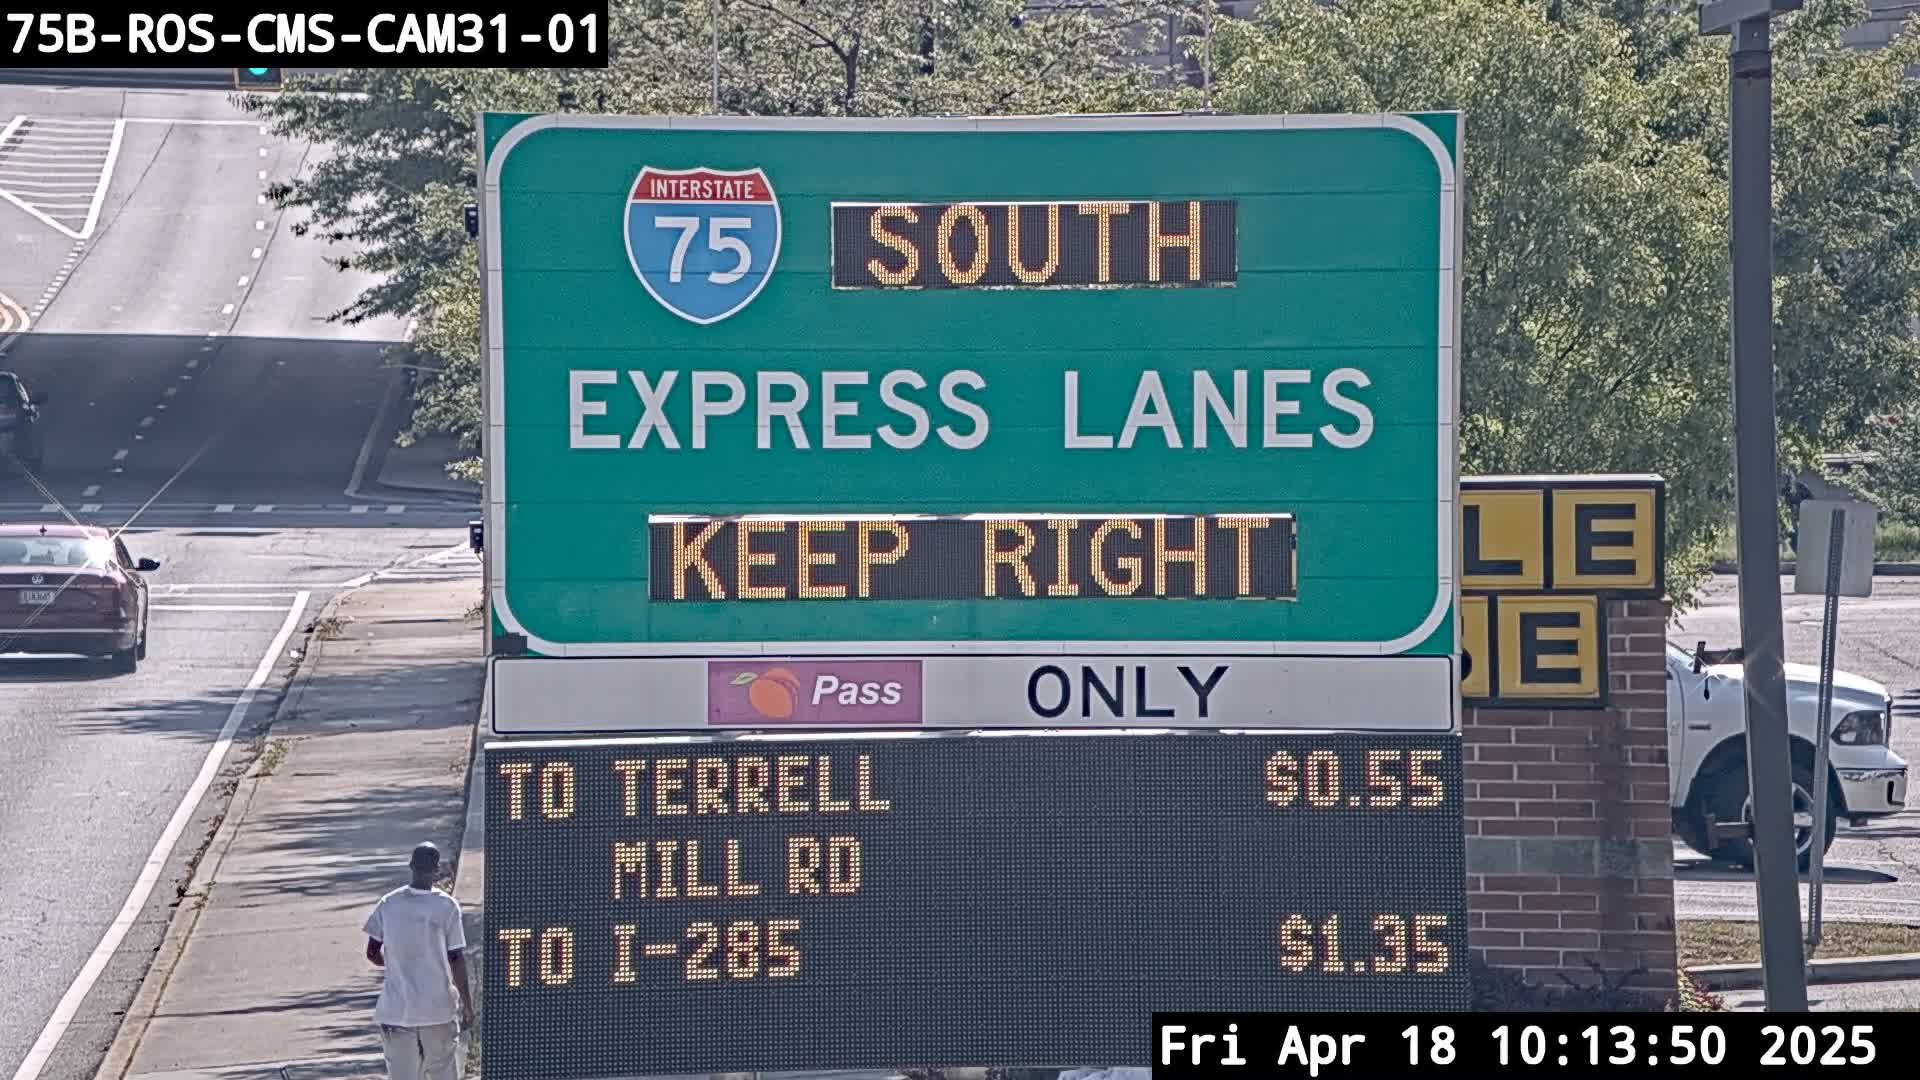 75B-ROS-CMS-CAM31-01
INTERSTATE
75
SOUTH
EXPRESS LANES
KEEP RIGHT
Pass ONLY
TO TERRELL $0.55
MILL RD
TO I-285 $1.35
LE
E
Fri Apr 18 10:13:50 2025